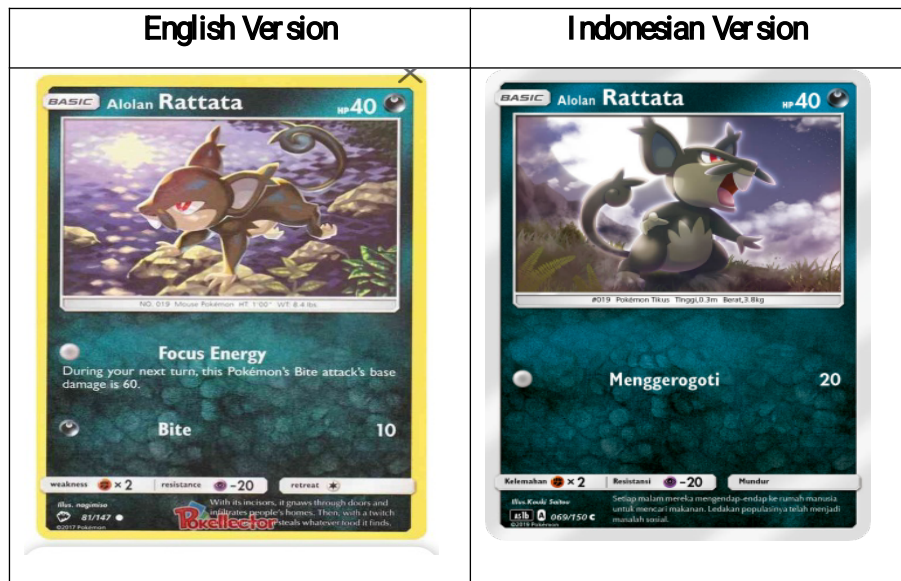 English Version
Indonesian Version
BASIC Alolan Rattata HP 40
NO. 019 Mouse Pokémon HT: 1'00" WT: 8.4 lbs.
Focus Energy
During your next turn, this Pokémon's Bite attack's base
damage is 60.
Bite 10
weakness ×2 resistance -20 retreat
Illus. nagimiso
81/147
©2017 Pokémon
With its incisors, it gnaws through doors and
infiltrates people's homes. Then, with a twitch
steals whatever food it finds.
Pokellector
BASIC Alolan Rattata HP 40
#019 Pokémon Tikus Tinggi,0.3m Berat,3.8kg
Menggerogoti 20
Kelemahan ×2 Resistansi -20 Mundur
Illus. Kouki Saitou
as1b A 069/150 C
©2019 Pokémon
Setiap malam mereka mengendap-endap ke rumah manusia
untuk mencari makanan. Ledakan populasinya telah menjadi
masalah sosial.